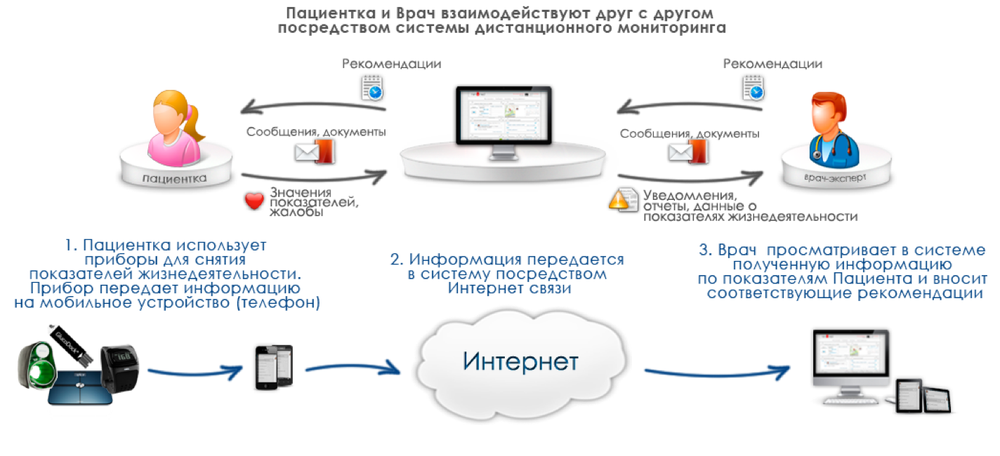 Пациентка и Врач взаимодействуют друг с другом
посредством системы дистанционного мониторинга
Рекомендации
Рекомендации
Сообщения, документы
Сообщения, документы
пациентка
врач-эксперт
Значения
показателей,
жалобы
Уведомления,
отчеты, данные о
показателях жизнедеятельности
1. Пациентка использует
приборы для снятия
показателей жизнедеятельности.
Прибор передает информацию
на мобильное устройство (телефон)
2. Информация передается
в систему посредством
Интернет связи
3. Врач просматривает в системе
полученную информацию
по показателям Пациента и вносит
соответствующие рекомендации
GlucoDock
168
Интернет